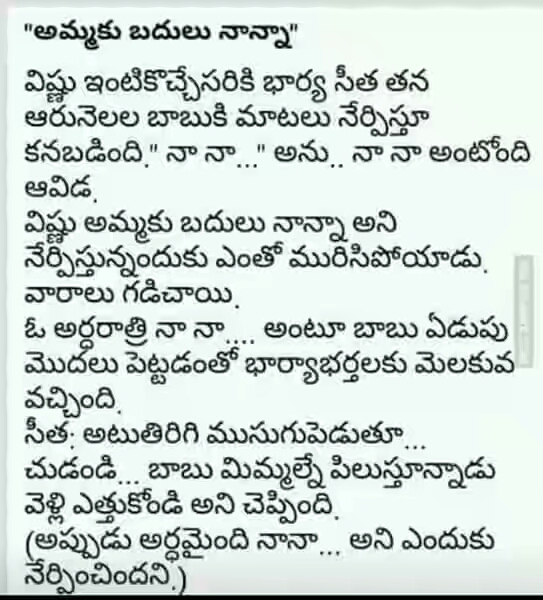 "అమ్మకు బదులు నాన్నా"
విష్ణు ఇంటికొచ్చేసరికి భార్య సీత తన
ఆరునెలల బాబుకి మాటలు నేర్పిస్తూ
కనబడింది." నా నా..." అను.. నా నా అంటోంది
ఆవిడ.
విష్ణు అమ్మకు బదులు నాన్నా అని
నేర్పిస్తున్నందుకు ఎంతో మురిసిపోయాడు.
వారాలు గడిచాయి.
ఓ అర్ధరాత్రి నా నా.... అంటూ బాబు ఏడుపు
మొదలు పెట్టడంతో భార్యాభర్తలకు మెలకువ
వచ్చింది.
సీత: అటుతిరిగి ముసుగుపెడుతూ...
చుడండి... బాబు మిమ్మల్నే పిలుస్తూన్నాడు
వెళ్లి ఎత్తుకోండి అని చెప్పింది.
(అప్పుడు అర్ధమైంది నానా... అని ఎందుకు
నేర్పించిందని.)